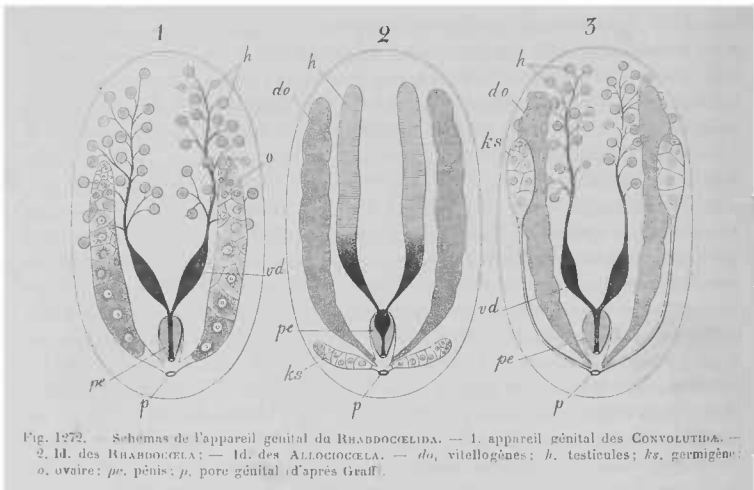 1 2 3
h h h
do do
ks
o
vd
vd
pe
pe
pe
ks
p p p
Fig. 1272. Schémas de l'appareil génital du RHABDOCŒLIDA. — 1. appareil génital des CONVOLUTIDÆ. —
2. Id. des RHABDOCŒLA; — Id. des ALLOCIOCŒLA. — do, vitellogènes; h, testicules; ks, germigène;
o, ovaire; pe, pénis; p, pore génital (d'après Graff).